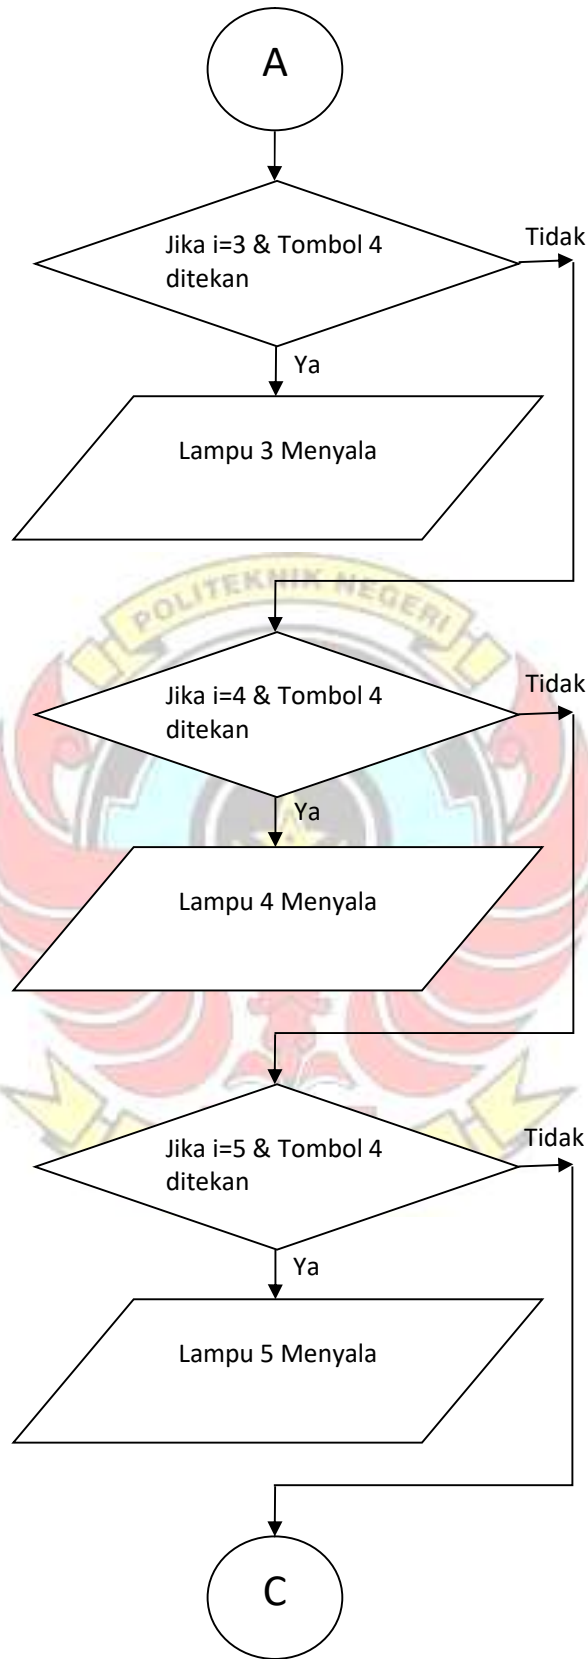 A
Jika i=3 & Tombol 4
ditekan
Tidak
Ya
Lampu 3 Menyala
POLITEKNIK NEGERI
Jika i=4 & Tombol 4
ditekan
Tidak
Ya
Lampu 4 Menyala
Jika i=5 & Tombol 4
ditekan
Tidak
Ya
Lampu 5 Menyala
C